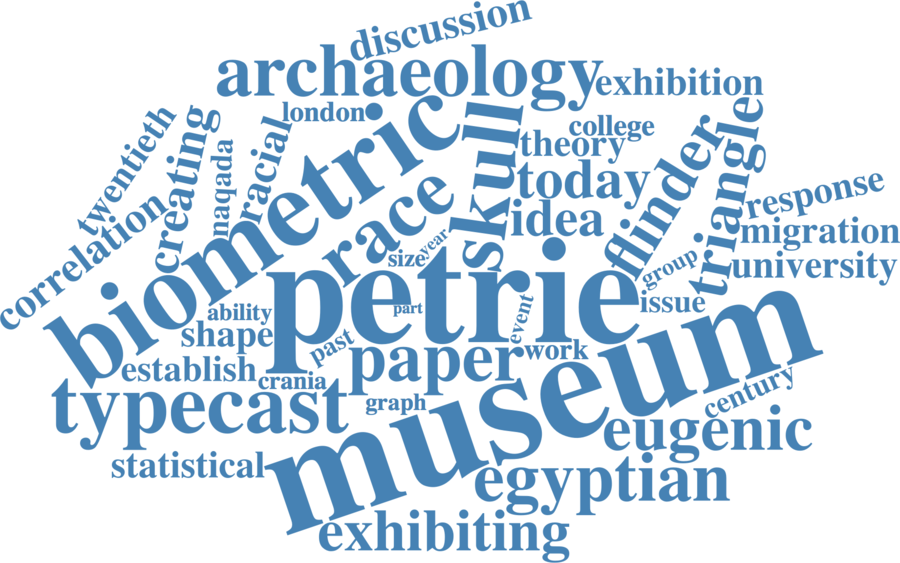 discussion
archaeology
exhibition
london
college
twentieth
creating
naqada
racial
biometric
skull
theory
flinder
triangle
today
race
idea
response
correlation
migration
size
year
petrie
group
university
issue
ability
part
event
shape
past
paper
work
establish
crania
typecast
graph
museum
century
eugenic
statistical
egyptian
exhibiting